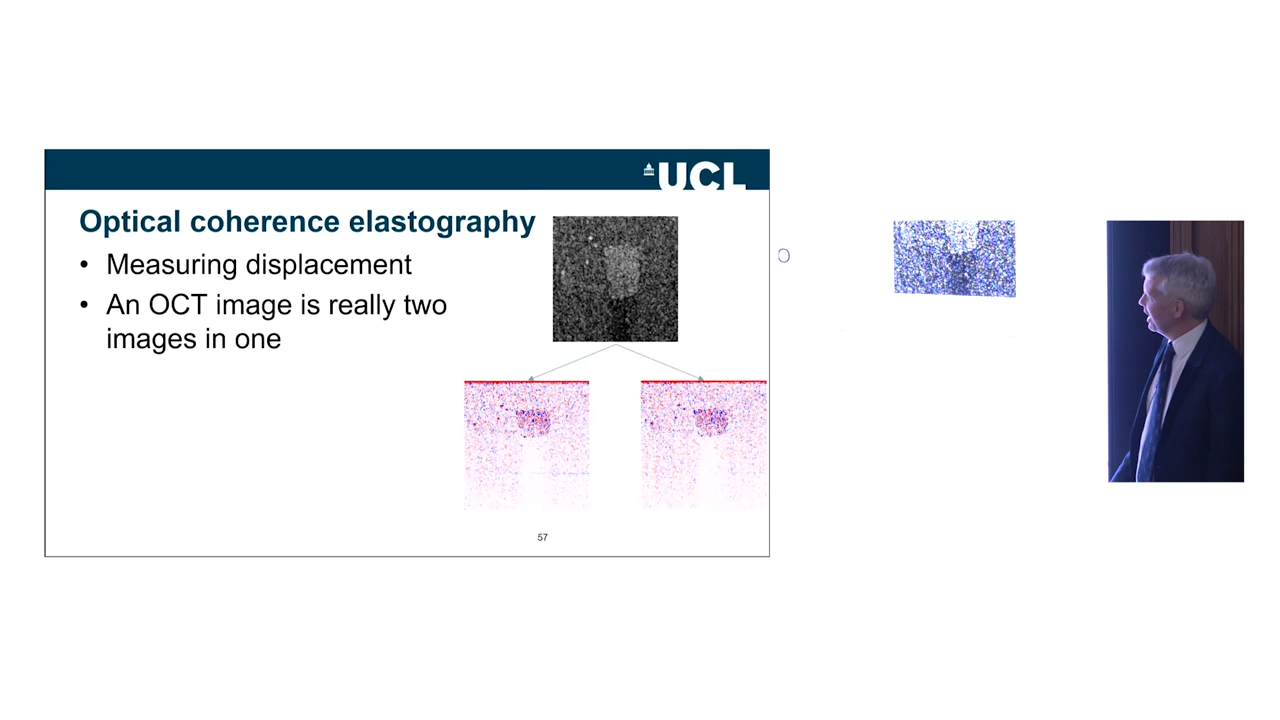 UCL
Optical coherence elastography
• Measuring displacement
• An OCT image is really two
images in one
57